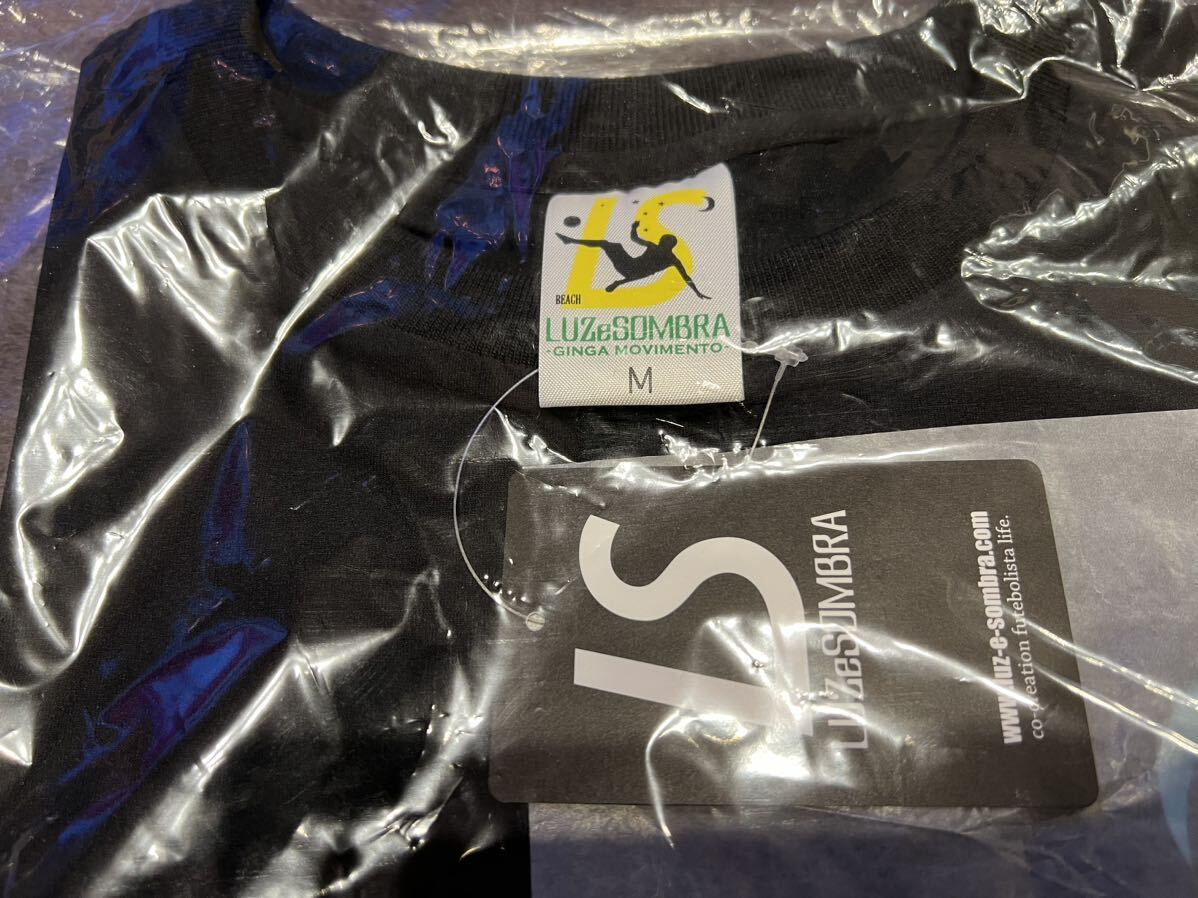 LS
BEACH
LUZeSOMBRA
-GINGA MOVIMENTO-
M
LS
LUZeSOMBRA
www.luz-e-sombra.com
co-creation futebolista life.